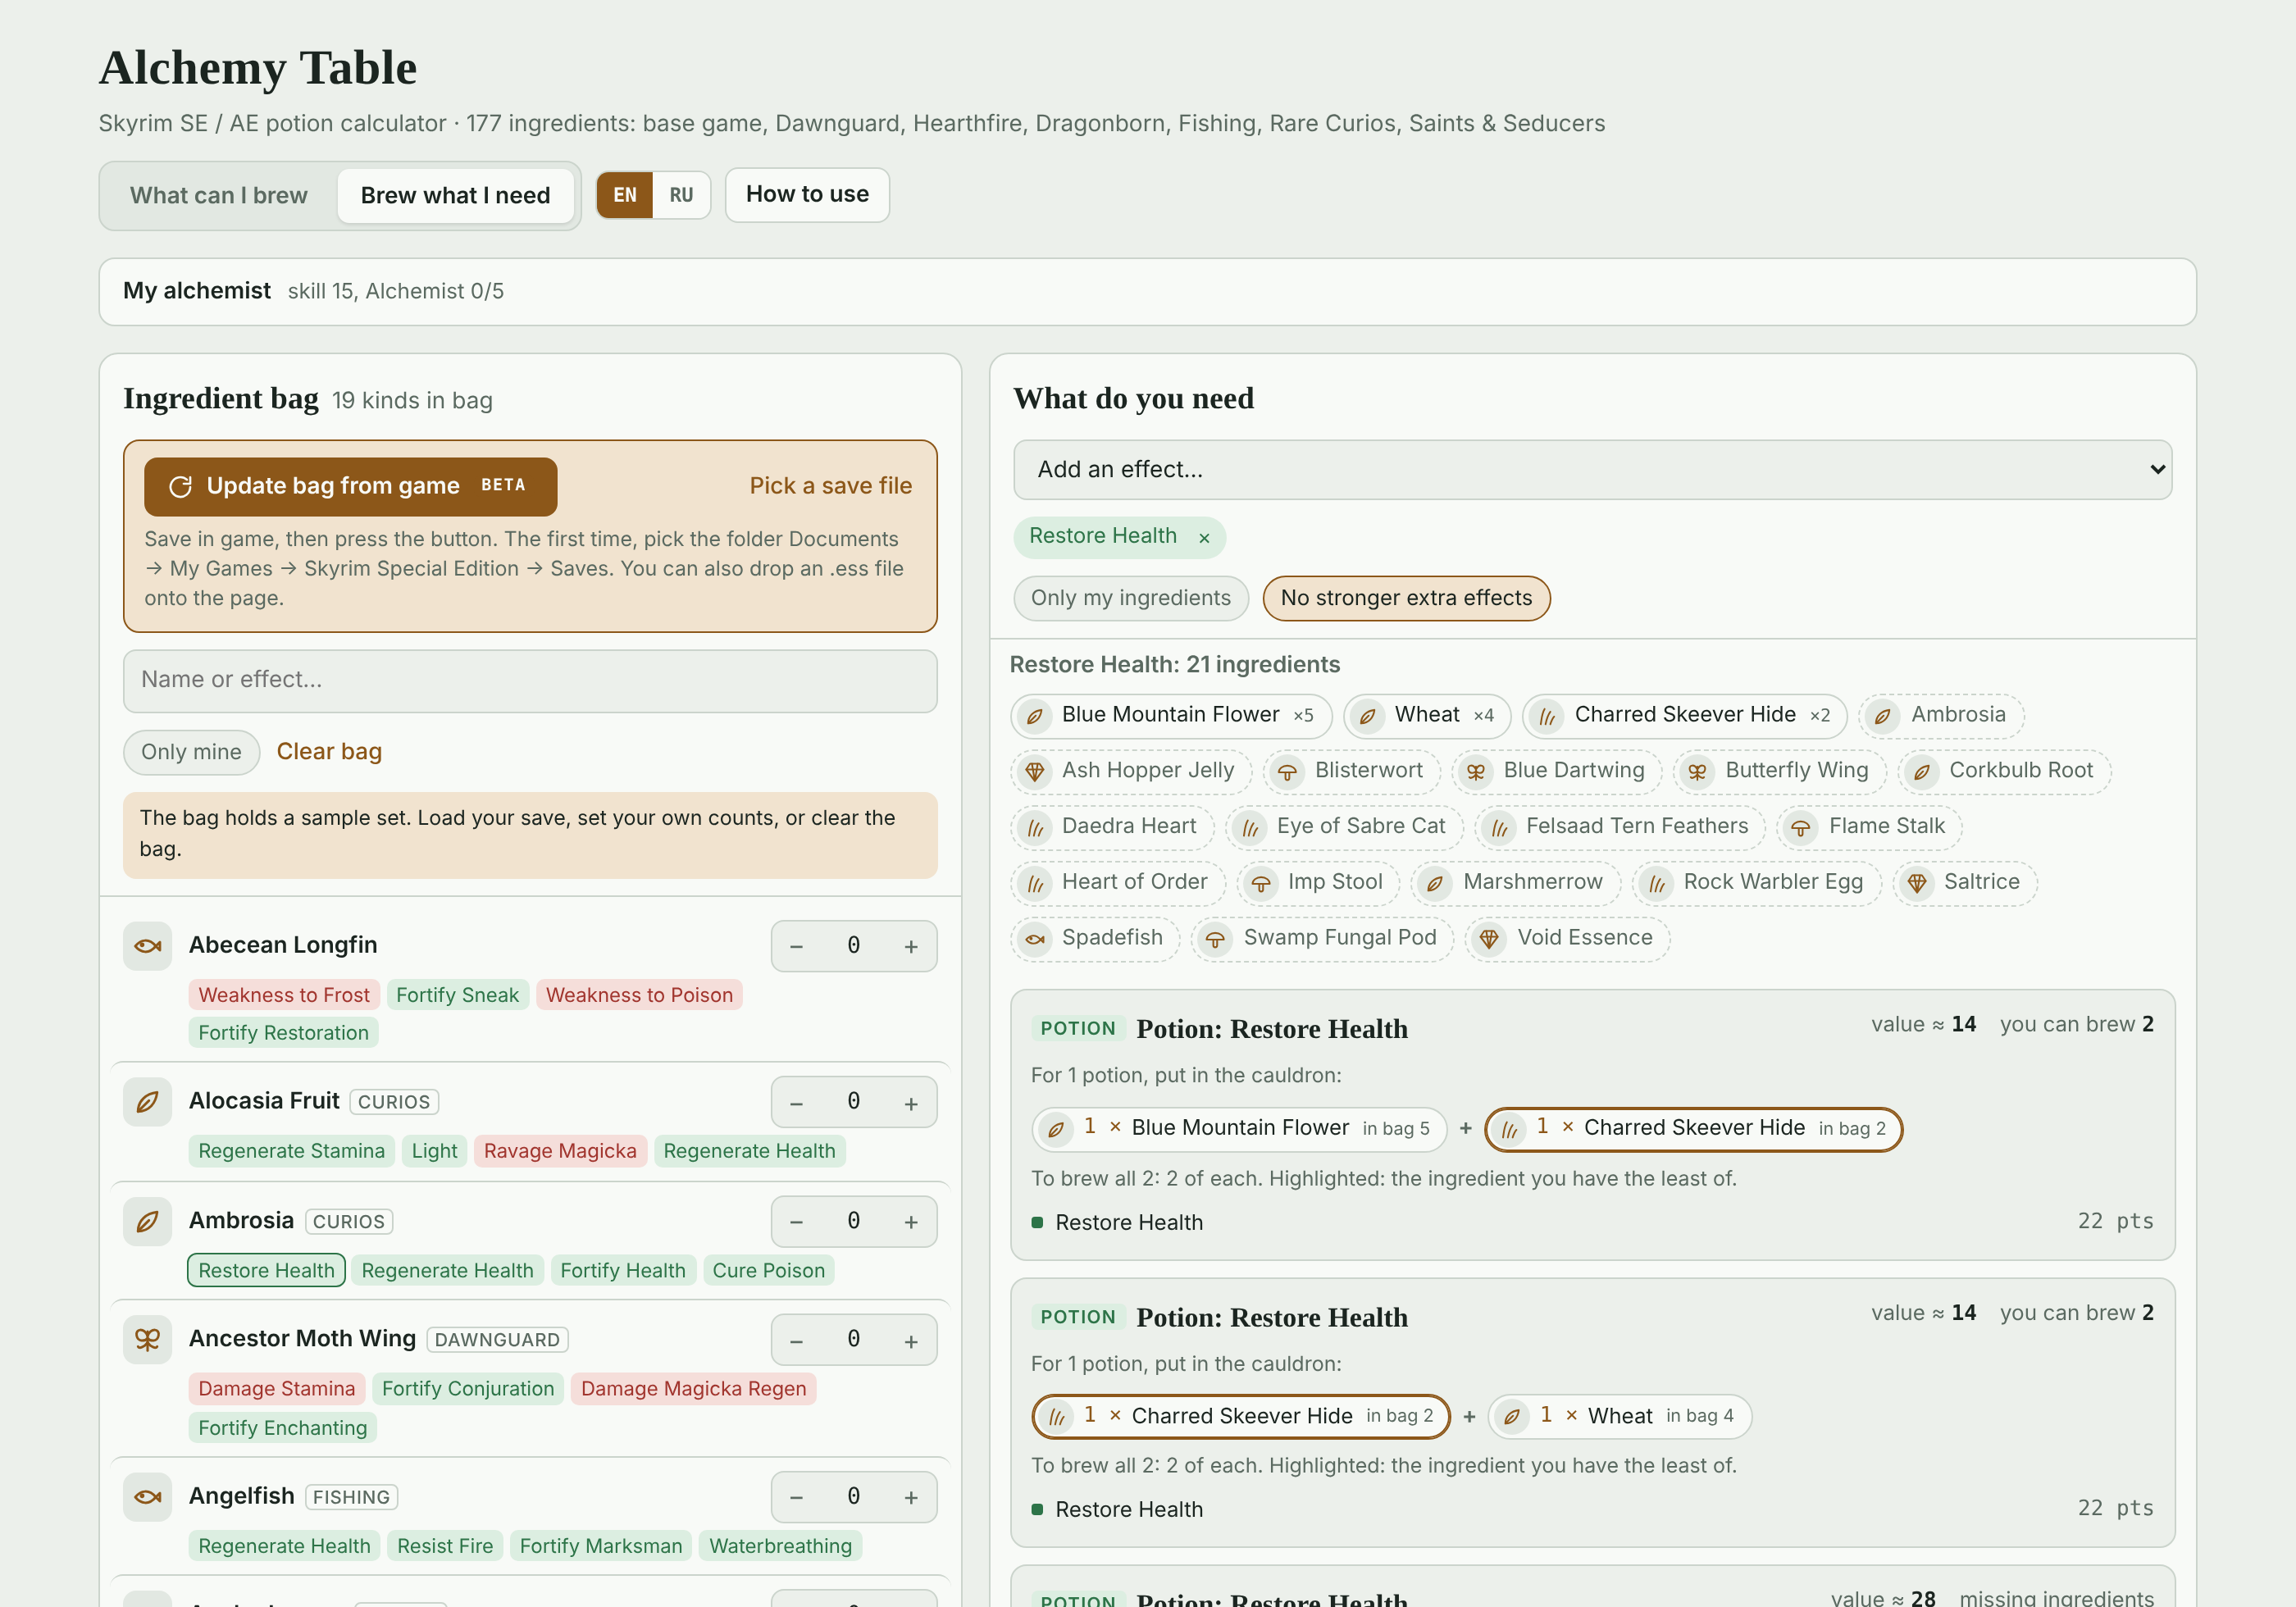 Alchemy Table
Skyrim SE / AE potion calculator · 177 ingredients: base game, Dawnguard, Hearthfire, Dragonborn, Fishing, Rare Curios, Saints & Seducers
What can I brew
Brew what I need
EN
RU
How to use
My alchemist skill 15, Alchemist 0/5
Ingredient bag 19 kinds in bag
Update bag from game BETA
Pick a save file
Save in game, then press the button. The first time, pick the folder Documents
→ My Games → Skyrim Special Edition → Saves. You can also drop an .ess file
onto the page.
Name or effect...
Only mine
Clear bag
The bag holds a sample set. Load your save, set your own counts, or clear the
bag.
Abecean Longfin
− 0 +
Weakness to Frost Fortify Sneak Weakness to Poison
Fortify Restoration
Alocasia Fruit CURIOS
− 0 +
Regenerate Stamina Light Ravage Magicka Regenerate Health
Ambrosia CURIOS
− 0 +
Restore Health Regenerate Health Fortify Health Cure Poison
Ancestor Moth Wing DAWNGUARD
− 0 +
Damage Stamina Fortify Conjuration Damage Magicka Regen
Fortify Enchanting
Angelfish FISHING
− 0 +
Regenerate Health Resist Fire Fortify Marksman Waterbreathing
What do you need
Add an effect...
Restore Health ×
Only my ingredients
No stronger extra effects
Restore Health: 21 ingredients
Blue Mountain Flower ×5 Wheat ×4 Charred Skeever Hide ×2 Ambrosia
Ash Hopper Jelly Blisterwort Blue Dartwing Butterfly Wing Corkbulb Root
Daedra Heart Eye of Sabre Cat Felsaad Tern Feathers Flame Stalk
Heart of Order Imp Stool Marshmerrow Rock Warbler Egg Saltrice
Spadefish Swamp Fungal Pod Void Essence
POTION Potion: Restore Health value ≈ 14 you can brew 2
For 1 potion, put in the cauldron:
1 × Blue Mountain Flower in bag 5 + 1 × Charred Skeever Hide in bag 2
To brew all 2: 2 of each. Highlighted: the ingredient you have the least of.
Restore Health 22 pts
POTION Potion: Restore Health value ≈ 14 you can brew 2
For 1 potion, put in the cauldron:
1 × Charred Skeever Hide in bag 2 + 1 × Wheat in bag 4
To brew all 2: 2 of each. Highlighted: the ingredient you have the least of.
Restore Health 22 pts
POTION Potion: Restore Health value ≈ 28 missing ingredients